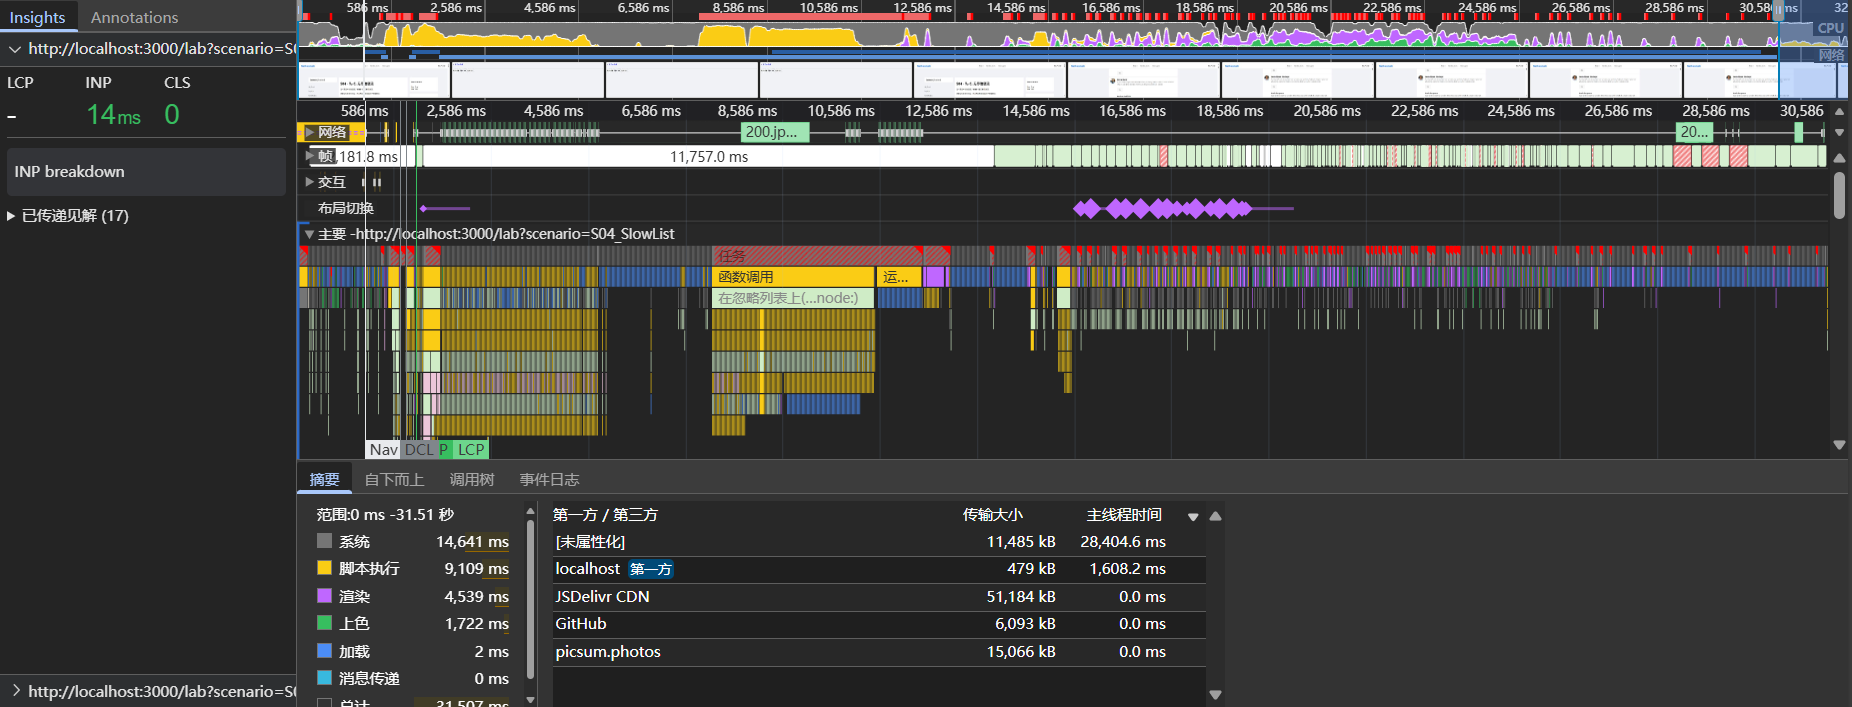 Insights
Annotations
http://localhost:3000/lab?scenario=S0
LCP
INP
CLS
-
14ms
0
INP breakdown
已传递见解 (17)
http://localhost:3000/lab?scenario=S0
586 ms
2,586 ms
4,586 ms
6,586 ms
8,586 ms
10,586 ms
12,586 ms
14,586 ms
16,586 ms
18,586 ms
20,586 ms
22,586 ms
24,586 ms
26,586 ms
28,586 ms
30,586 ms
32
CPU
网络
586 ms
2,586 ms
4,586 ms
6,586 ms
8,586 ms
10,586 ms
12,586 ms
14,586 ms
16,586 ms
18,586 ms
20,586 ms
22,586 ms
24,586 ms
26,586 ms
28,586 ms
30,586
网络
200.jp...
20...
帧
,181.8 ms
11,757.0 ms
交互
布局切换
主要 -http://localhost:3000/lab?scenario=S04_SlowList
任务
函数调用
运...
在忽略列表上(...node:)
Nav
DCL
P
LCP
摘要
自下而上
调用树
事件日志
范围:0 ms -31.51 秒
系统 14,641 ms
脚本执行 9,109 ms
渲染 4,539 ms
上色 1,722 ms
加载 2 ms
消息传递 0 ms
总计 31,507 ms
第一方 / 第三方 传输大小 主线程时间
[未属性化] 11,485 kB 28,404.6 ms
localhost 第一方 479 kB 1,608.2 ms
JSDelivr CDN 51,184 kB 0.0 ms
GitHub 6,093 kB 0.0 ms
picsum.photos 15,066 kB 0.0 ms